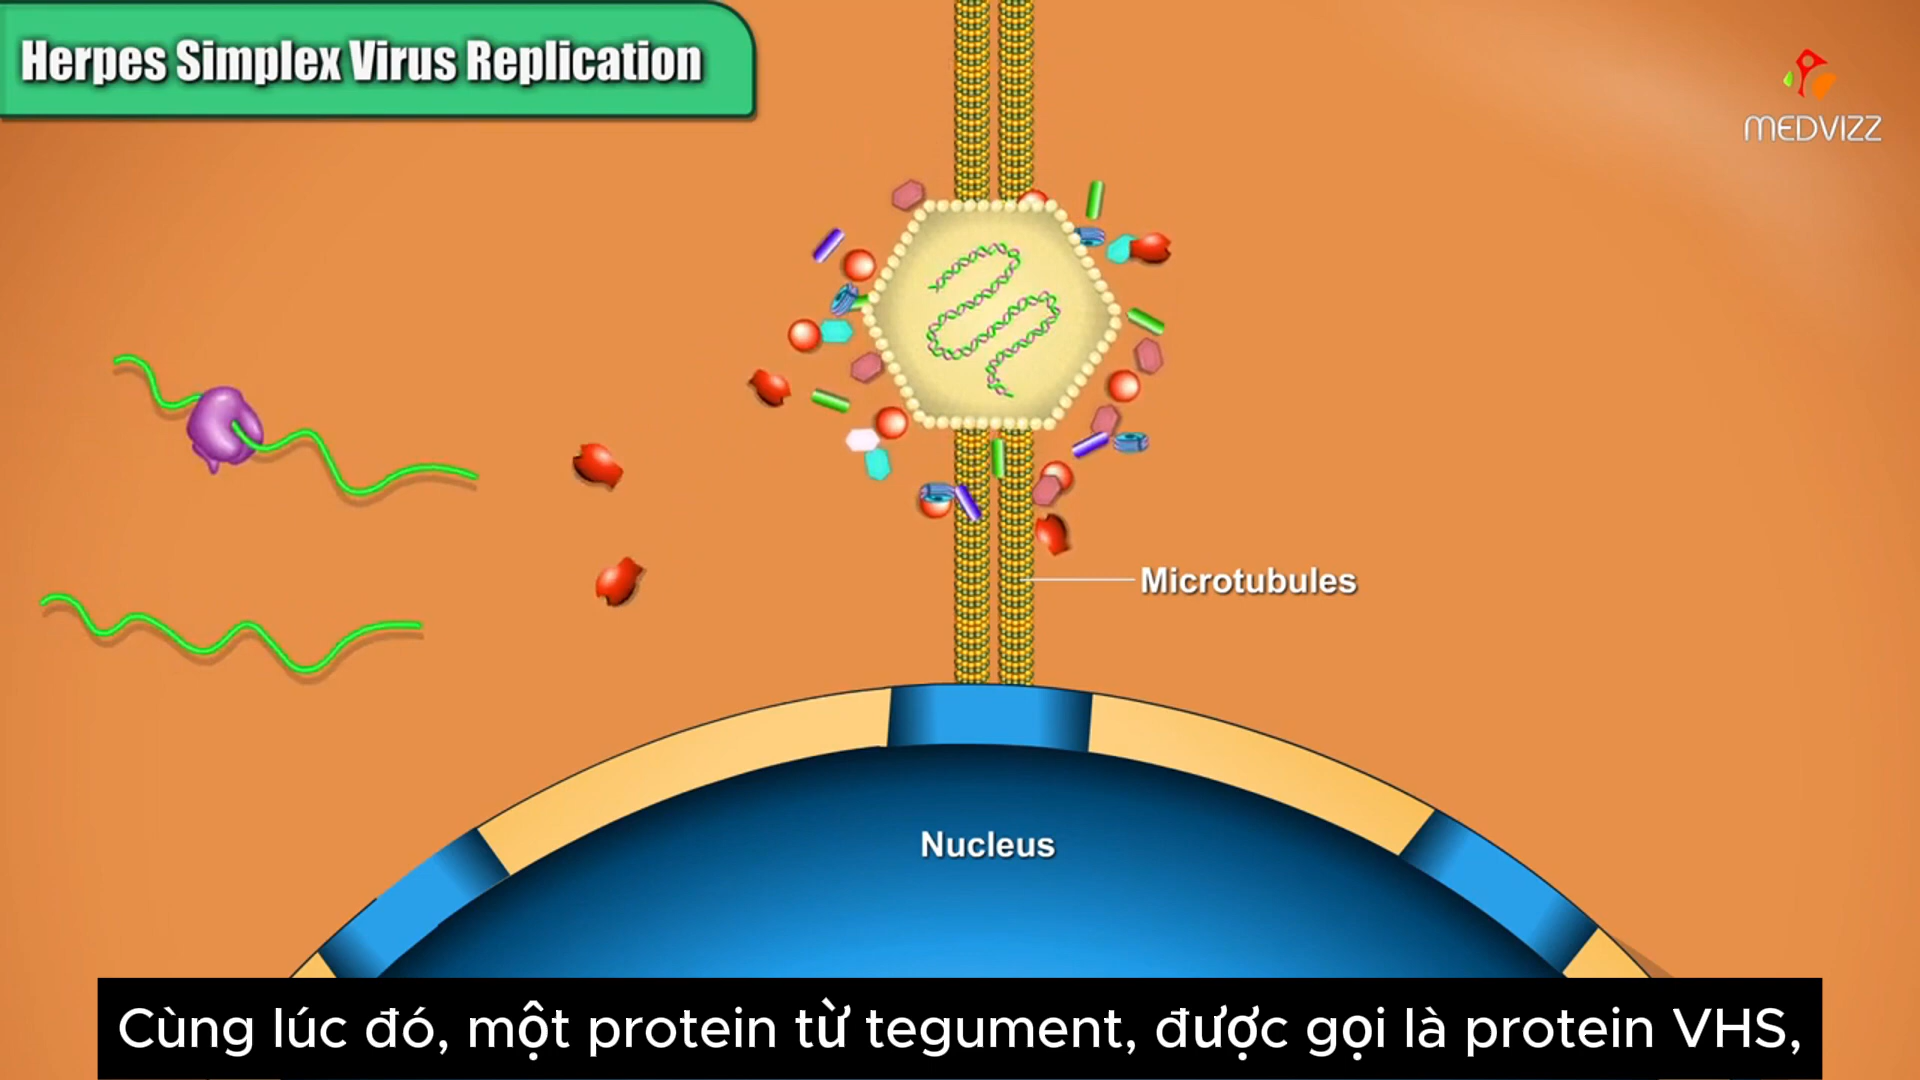 Herpes Simplex Virus Replication
MEDVIZZ
Microtubules
Nucleus
Cùng lúc đó, một protein từ tegument, được gọi là protein VHS,